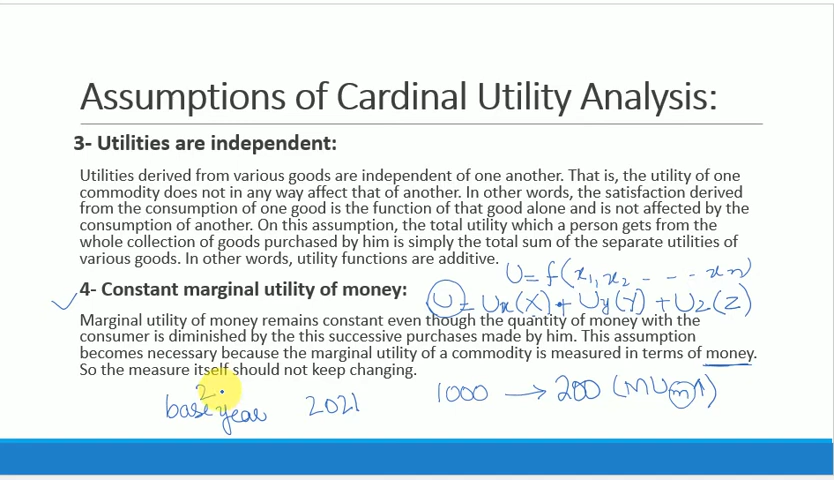 Assumptions of Cardinal Utility Analysis:
3- Utilities are independent:
Utilities derived from various goods are independent of one another. That is, the utility of one
commodity does not in any way affect that of another. In other words, the satisfaction derived
from the consumption of one good is the function of that good alone and is not affected by the
consumption of another. On this assumption, the total utility which a person gets from the
whole collection of goods purchased by him is simply the total sum of the separate utilities of
various goods. In other words, utility functions are additive.
U = f(x1, x2 - - - - xn)
4- Constant marginal utility of money:
U = Ux(X) + Uy(Y) + Uz(Z)
Marginal utility of money remains constant even though the quantity of money with the
consumer is diminished by the this successive purchases made by him. This assumption
becomes necessary because the marginal utility of a commodity is measured in terms of money.
So the measure itself should not keep changing.
2
base year 2021 1000 → 200 (MUm↑)